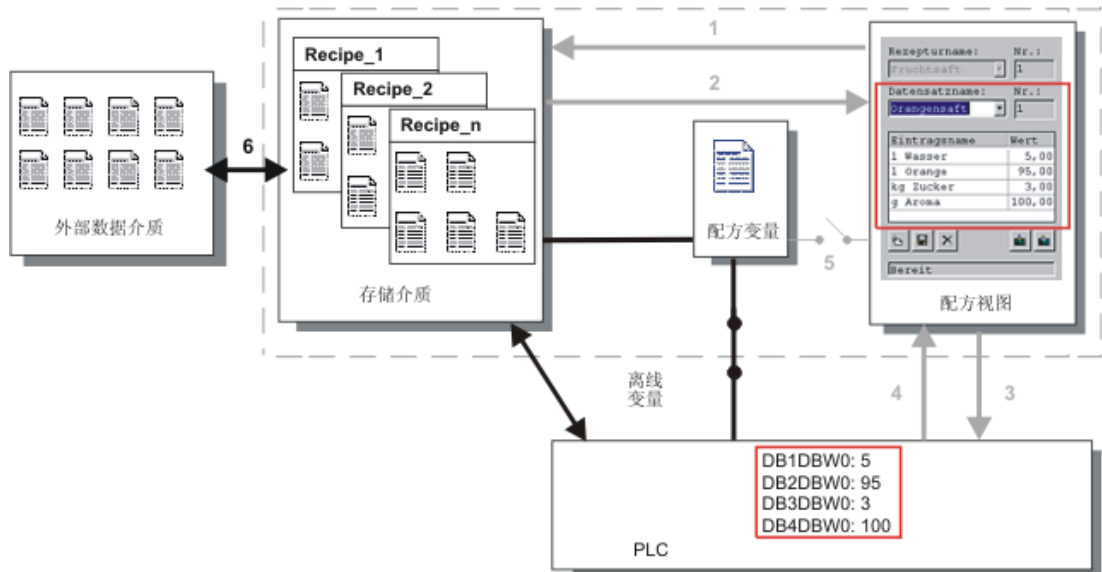 1
2
6
外部数据介质
Recipe_1
Recipe_2
Recipe_n
存储介质
配方变量
5
Rezepturname: Nr.:
Fruchtsaft 1
Datensatzname: Nr.:
Orangensaft 1
Eintragsname Wert
l Wasser 5,00
l Orange 95,00
kg Zucker 3,00
g Aroma 100,00
Bereit
配方视图
离线
变量
4
3
DB1DBW0: 5
DB2DBW0: 95
DB3DBW0: 3
DB4DBW0: 100
PLC